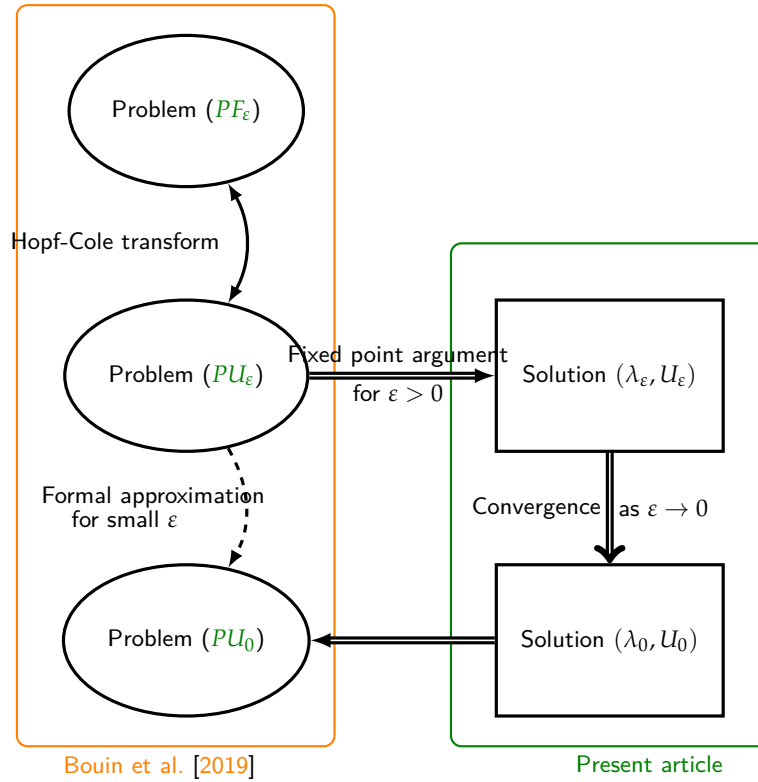 Problem (PF_ε)
Hopf-Cole transform
Fixed point argument
Problem (PU_ε)
for ε > 0
Solution (λ_ε, U_ε)
Formal approximation
for small ε
Convergence
as ε → 0
Problem (PU_0)
Solution (λ_0, U_0)
Bouin et al. [2019]
Present article